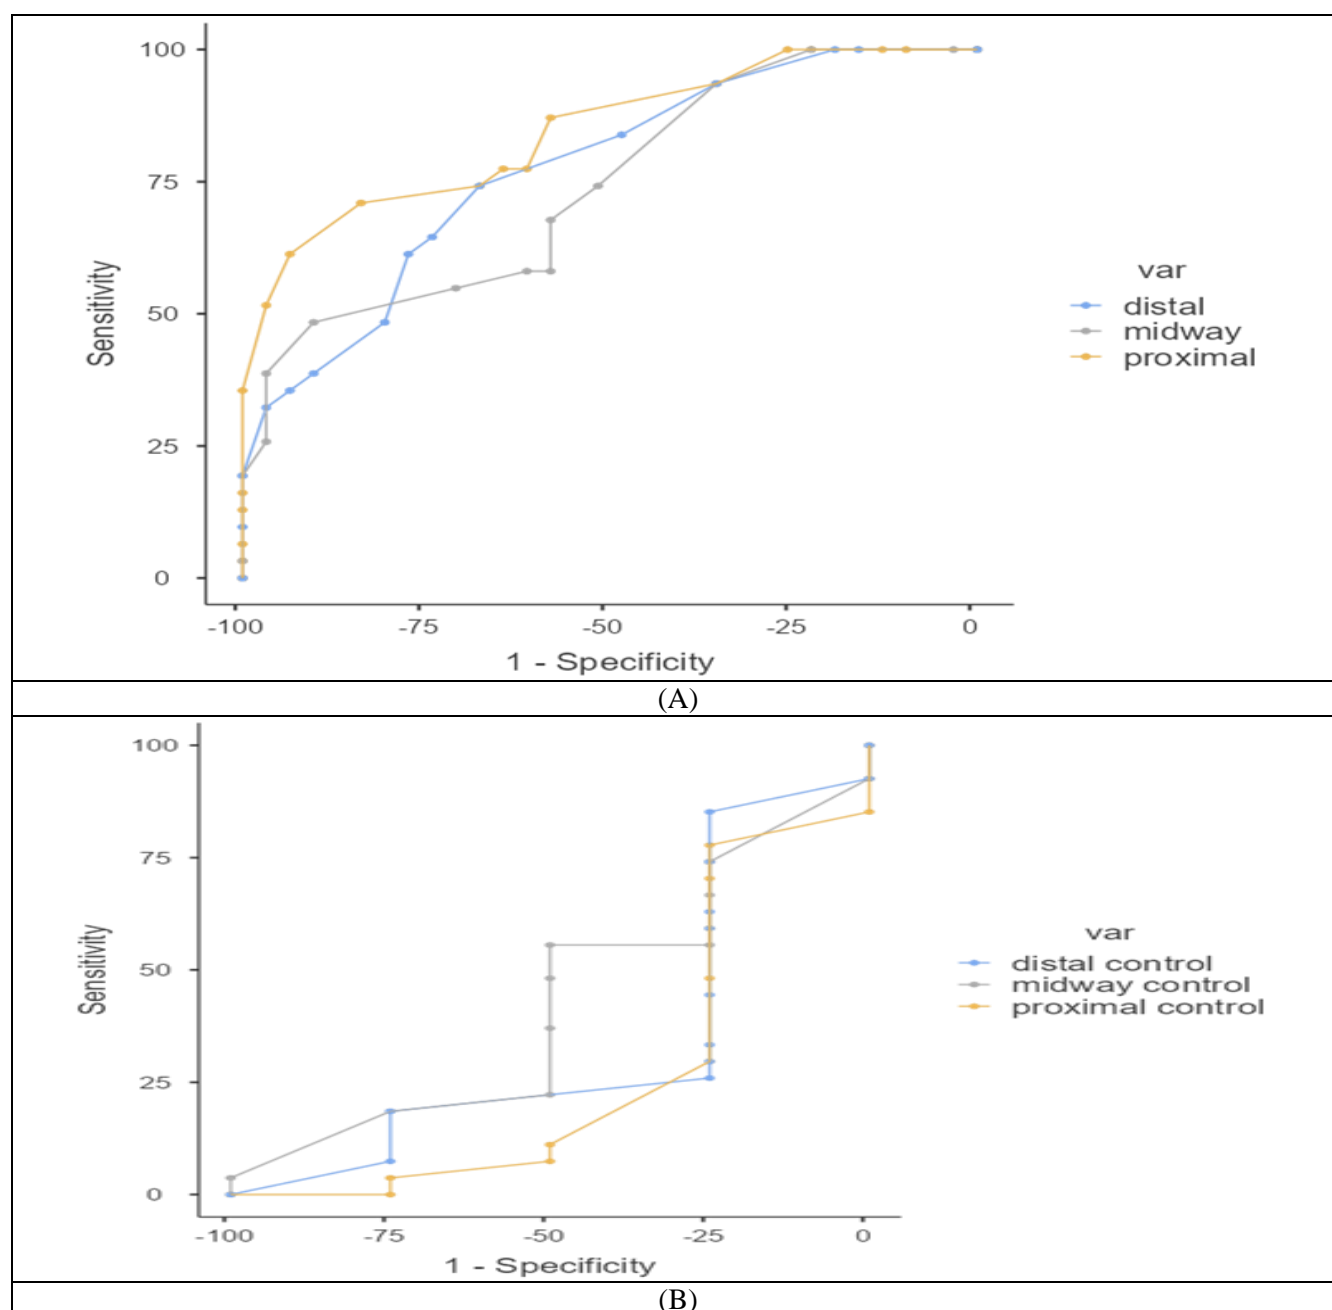 100
75
50
25
0
Sensitivity
-100 -75 -50 -25 0
1 - Specificity
var
distal
midway
proximal
(A)
100
75
50
25
0
Sensitivity
-100 -75 -50 -25 0
1 - Specificity
var
distal control
midway control
proximal control
(B)